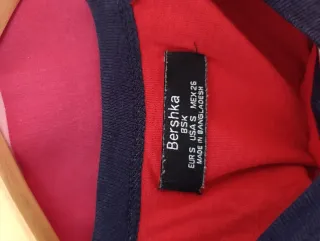 Bershka
BSK
EUR S USA S MEX 26
MADE IN BANGLADESH